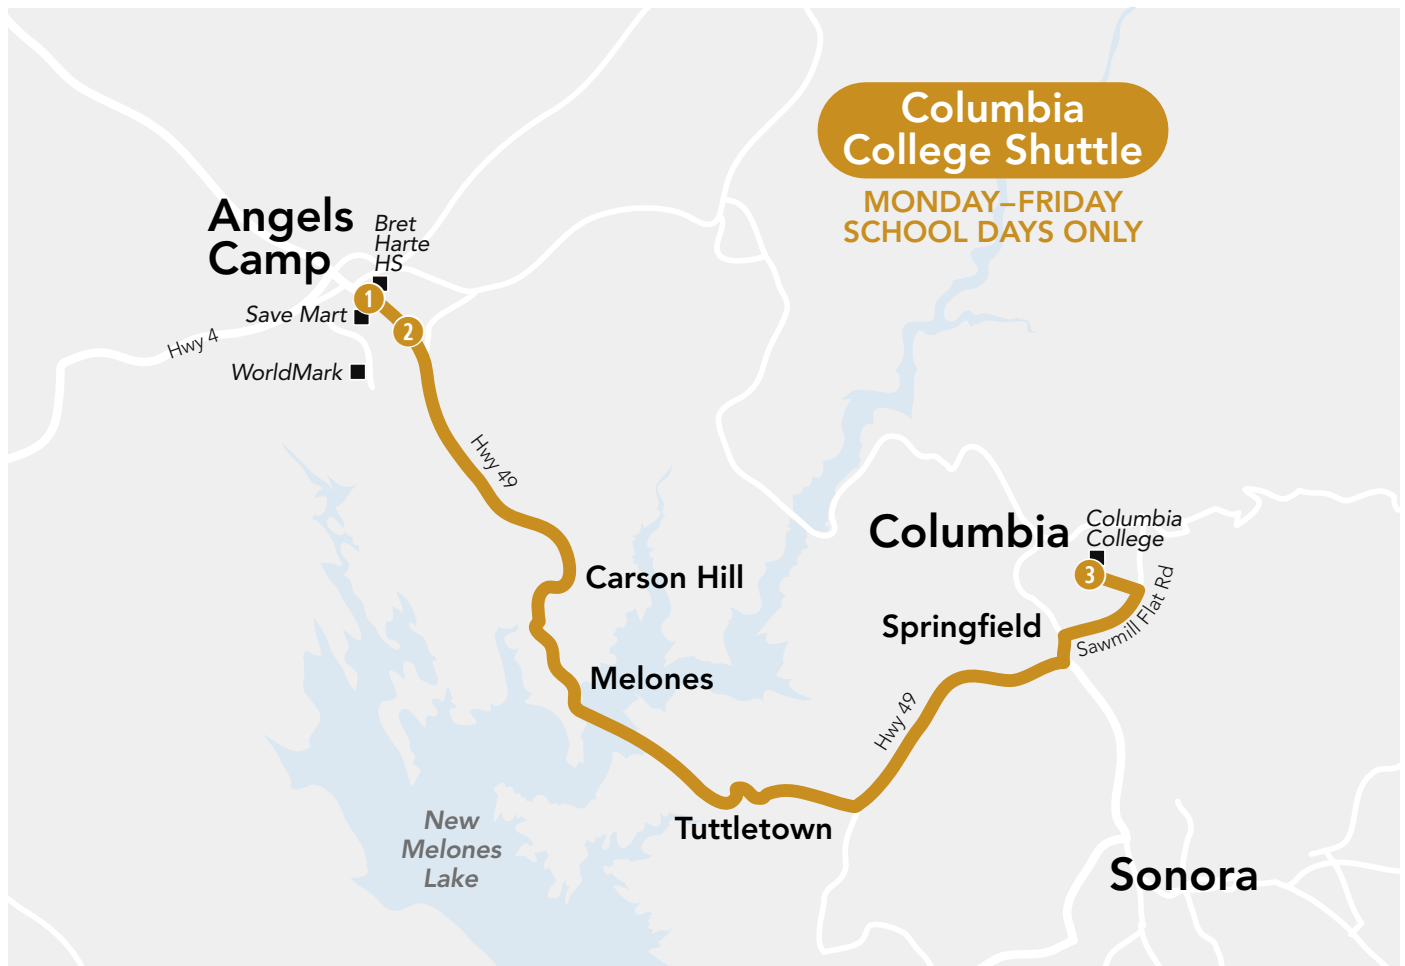 Columbia
College Shuttle
MONDAY–FRIDAY
SCHOOL DAYS ONLY
Angels
Camp
Bret
Harte
HS
1
Save Mart
2
Hwy 4
WorldMark
Hwy 49
Columbia
Columbia
College
3
Carson Hill
Springfield
Sawmill Flat Rd
Melones
Hwy 49
New
Melones
Lake
Tuttletown
Sonora